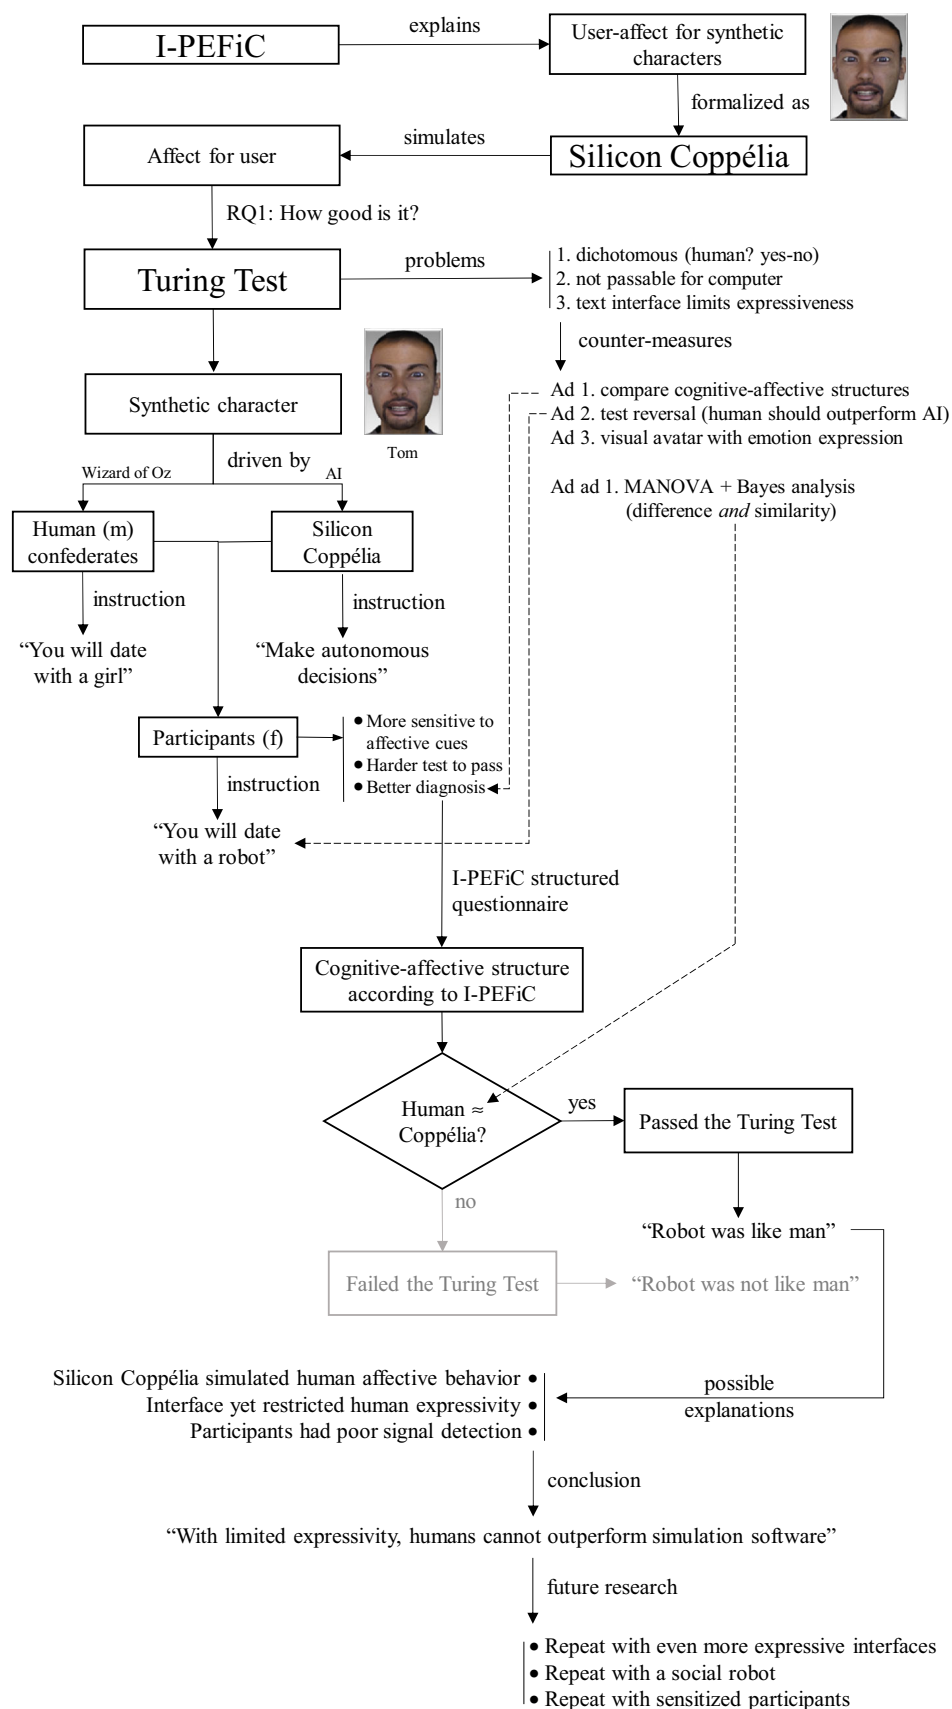 I-PEFiC
explains
User-affect for synthetic
characters
formalized as
Silicon Coppélia
simulates
Affect for user
RQ1: How good is it?
Turing Test
problems
1. dichotomous (human? yes-no)
2. not passable for computer
3. text interface limits expressiveness
counter-measures
Ad 1. compare cognitive-affective structures
Ad 2. test reversal (human should outperform AI)
Ad 3. visual avatar with emotion expression
Ad ad 1. MANOVA + Bayes analysis
(difference and similarity)
Synthetic character
Tom
driven by
Wizard of Oz
AI
Human (m)
confederates
Silicon
Coppélia
instruction
instruction
“You will date
with a girl”
“Make autonomous
decisions”
Participants (f)
● More sensitive to
affective cues
● Harder test to pass
● Better diagnosis
instruction
“You will date
with a robot”
I-PEFiC structured
questionnaire
Cognitive-affective structure
according to I-PEFiC
Human ≈
Coppélia?
yes
Passed the Turing Test
no
“Robot was like man”
Failed the Turing Test
“Robot was not like man”
possible
explanations
Silicon Coppélia simulated human affective behavior ●
Interface yet restricted human expressivity ●
Participants had poor signal detection ●
conclusion
“With limited expressivity, humans cannot outperform simulation software”
future research
● Repeat with even more expressive interfaces
● Repeat with a social robot
● Repeat with sensitized participants